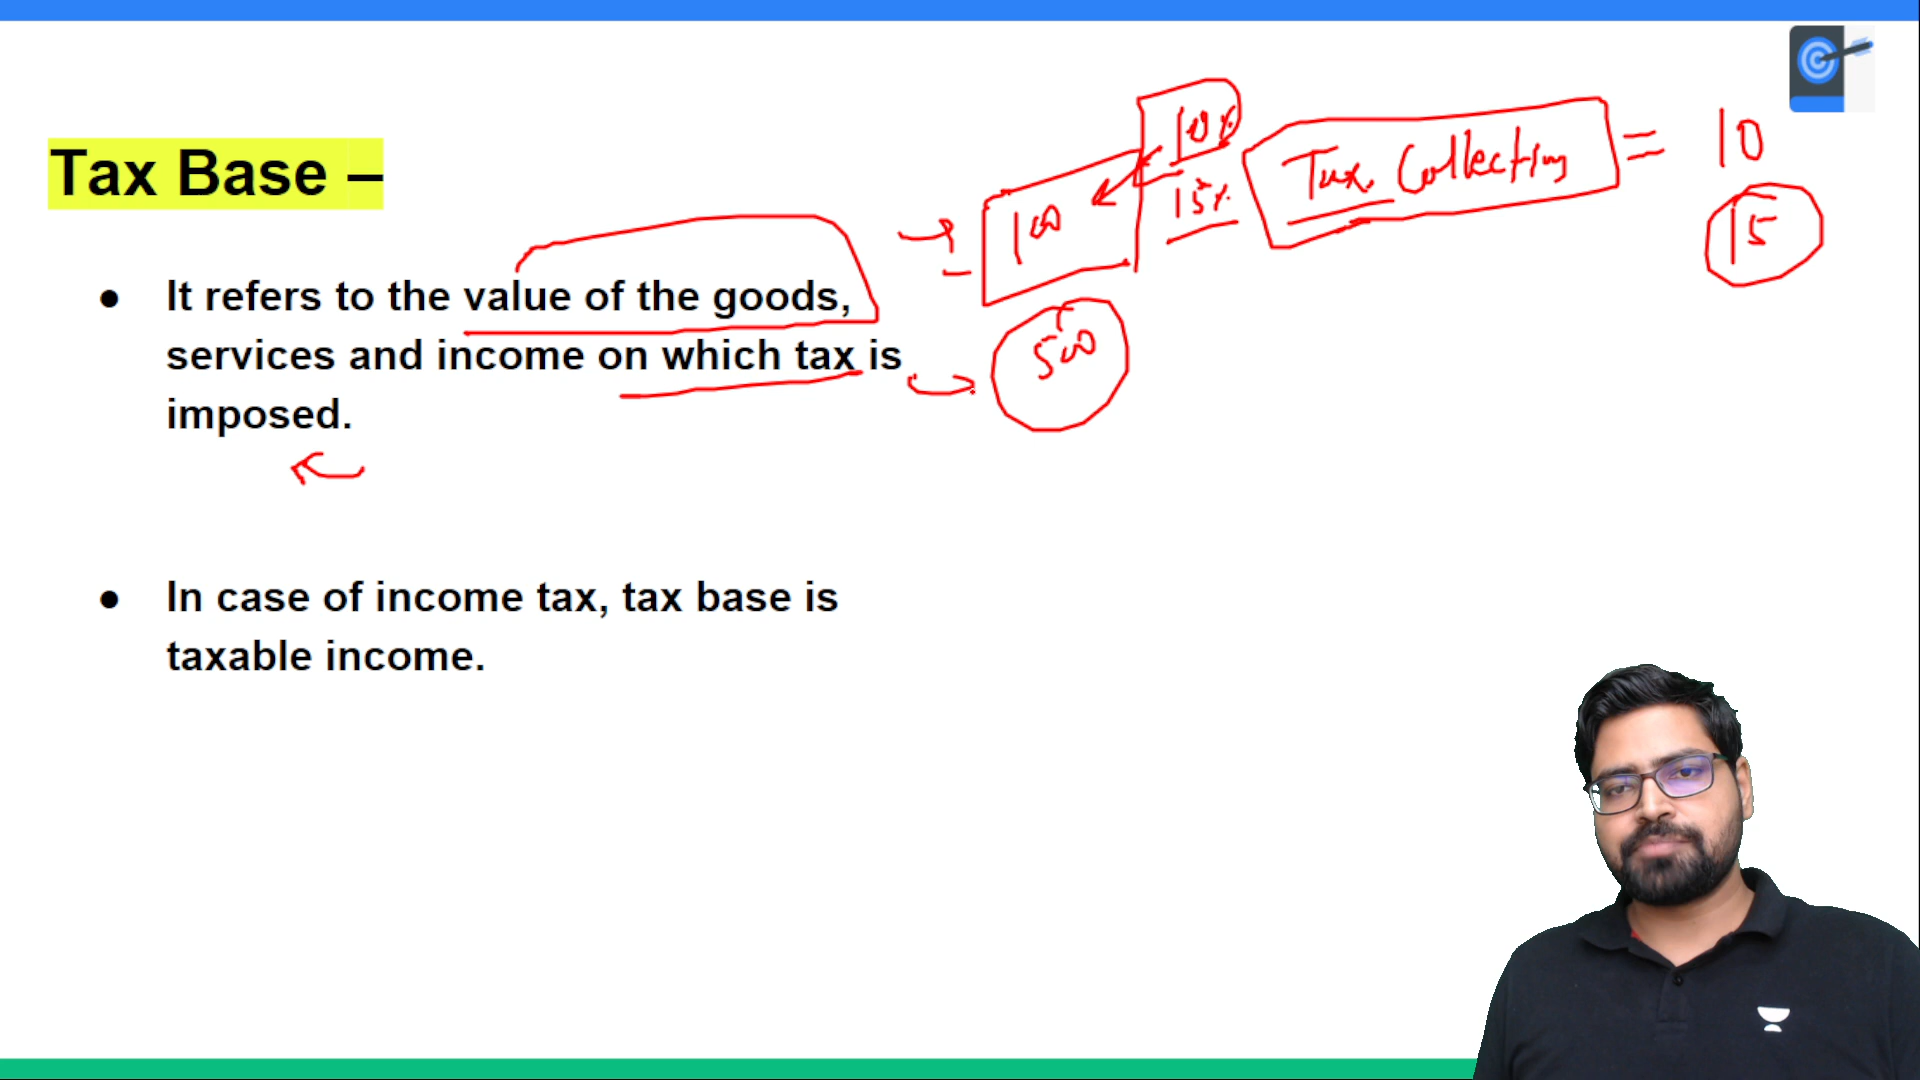 Tax Base –
● It refers to the value of the goods,
services and income on which tax is
imposed.
● In case of income tax, tax base is
taxable income.
100
10%
15%
Tax Collection
= 10
15
500